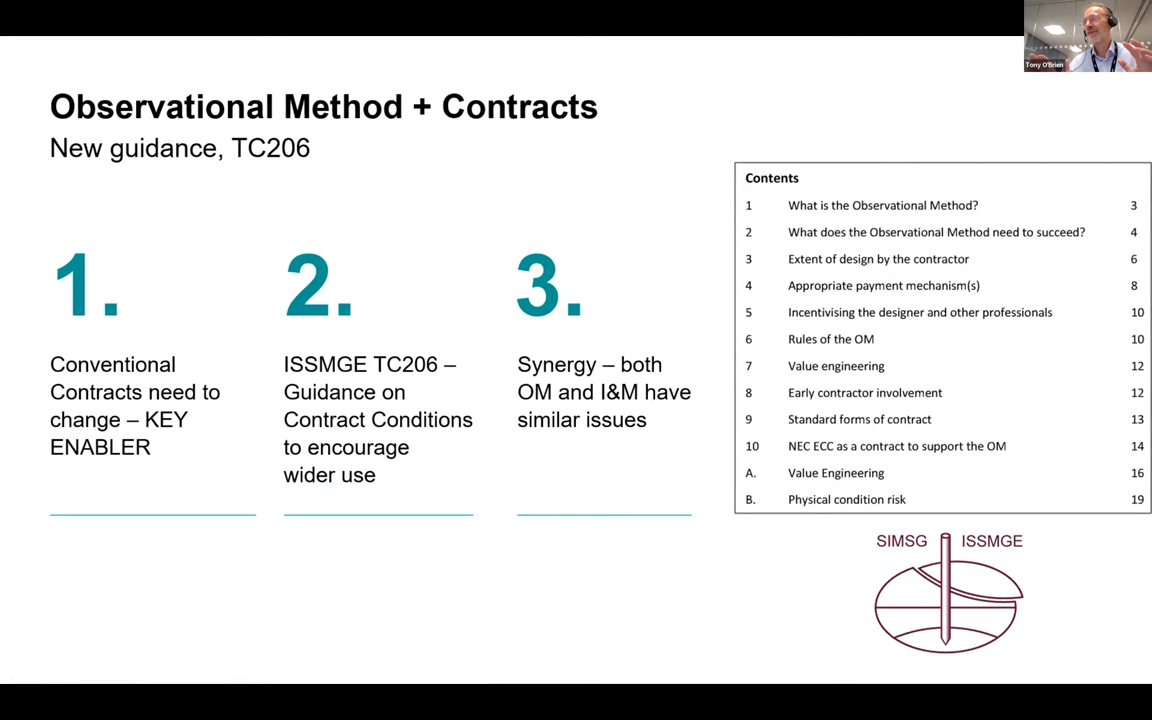 Tony O'Brien
Observational Method + Contracts
New guidance, TC206
1.
Conventional
Contracts need to
change – KEY
ENABLER
2.
ISSMGE TC206 –
Guidance on
Contract Conditions
to encourage
wider use
3.
Synergy – both
OM and I&M have
similar issues
Contents
1 What is the Observational Method? 3
2 What does the Observational Method need to succeed? 4
3 Extent of design by the contractor 6
4 Appropriate payment mechanism(s) 8
5 Incentivising the designer and other professionals 10
6 Rules of the OM 10
7 Value engineering 12
8 Early contractor involvement 12
9 Standard forms of contract 13
10 NEC ECC as a contract to support the OM 14
A. Value Engineering 16
B. Physical condition risk 19
SIMSG ISSMGE